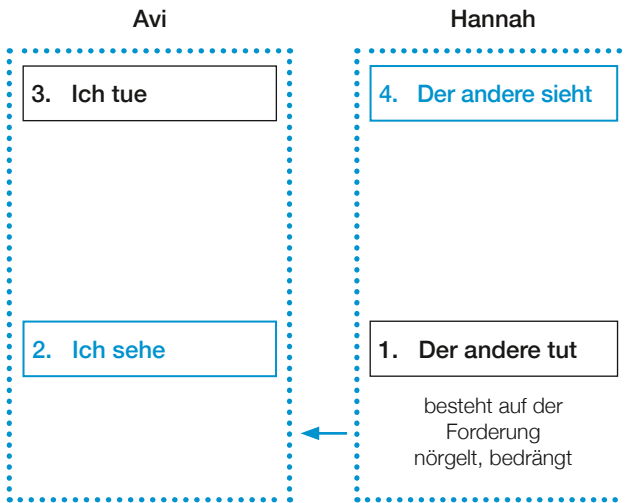 Avi
Hannah
3. Ich tue
4. Der andere sieht
2. Ich sehe
1. Der andere tut
besteht auf der
Forderung
nörgelt, bedrängt